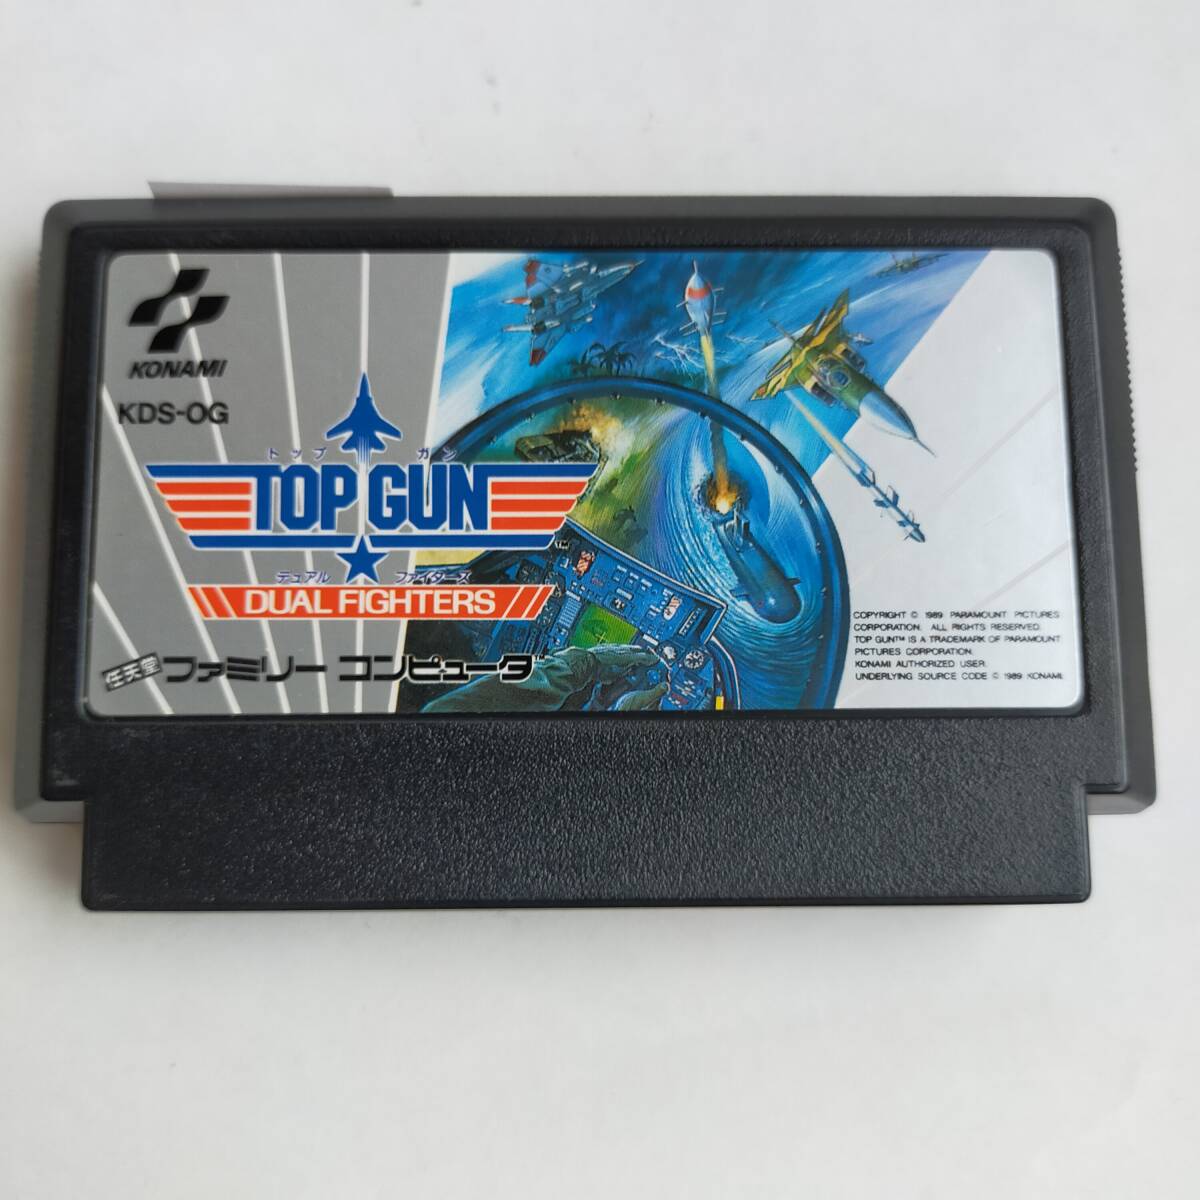 KONAMI
KDS-OG
トップ ガン
TOP GUN
TM
デュアル ファイターズ
DUAL FIGHTERS
任天堂 ファミリー コンピュータ
COPYRIGHT © 1989 PARAMOUNT PICTURES
CORPORATION. ALL RIGHTS RESERVED.
TOP GUN™ IS A TRADEMARK OF PARAMOUNT
PICTURES CORPORATION.
KONAMI AUTHORIZED USER.
UNDERLYING SOURCE CODE © 1989 KONAMI.